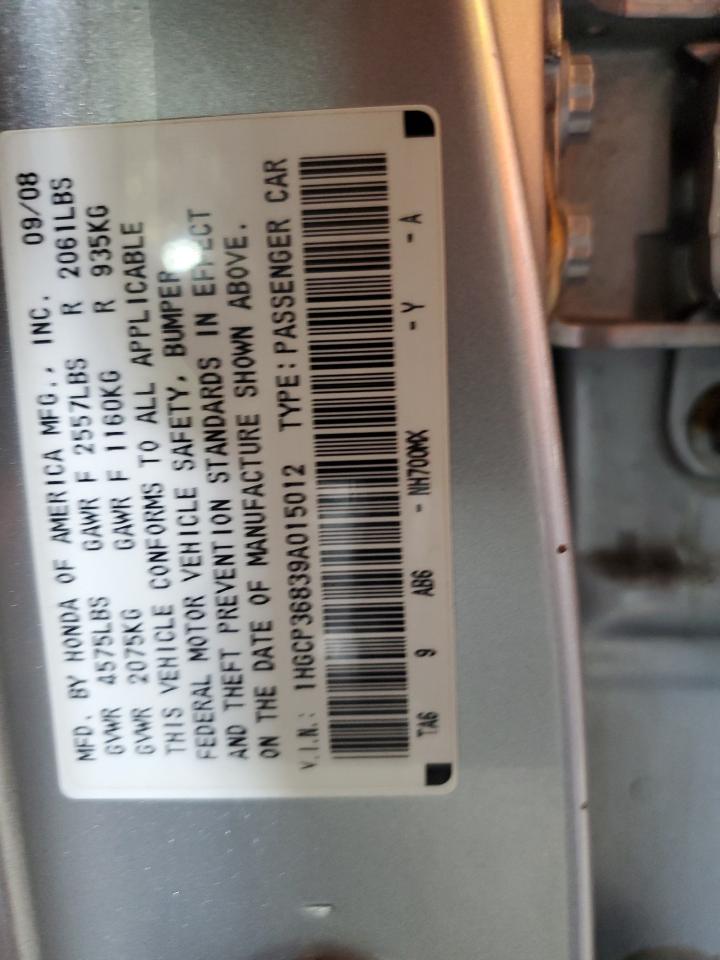 MFD. BY HONDA OF AMERICA MFG., INC. 09/08
GVWR 4575LBS GAWR F 2557LBS R 2061LBS
GVWR 2075KG GAWR F 1160KG R 935KG
THIS VEHICLE CONFORMS TO ALL APPLICABLE
FEDERAL MOTOR VEHICLE SAFETY, BUMPER
AND THEFT PREVENTION STANDARDS IN EFFECT
ON THE DATE OF MANUFACTURE SHOWN ABOVE.
V.I.N.: 1HGCP36839A015012 TYPE:PASSENGER CAR
TA6 9 AB6 - NH700MX - Y - A